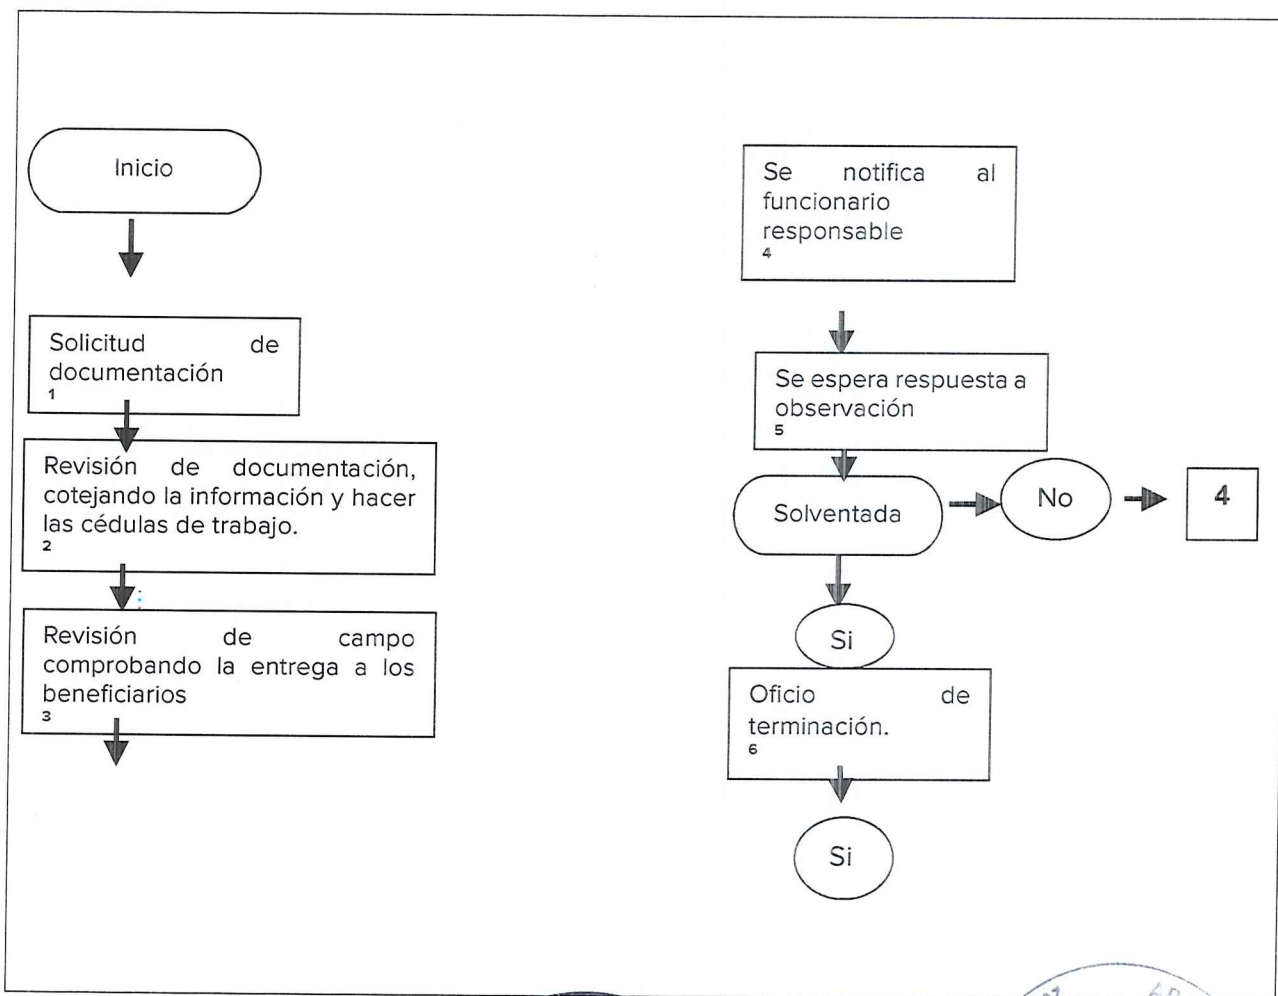 Inicio
Solicitud de
documentación
1
Revisión de documentación,
cotejando la información y hacer
las cédulas de trabajo.
2
Revisión de campo
comprobando la entrega a los
beneficiarios
3
Se notifica al
funcionario
responsable
4
Se espera respuesta a
observación
5
Solventada
No
4
Si
Oficio de
terminación.
6
Si